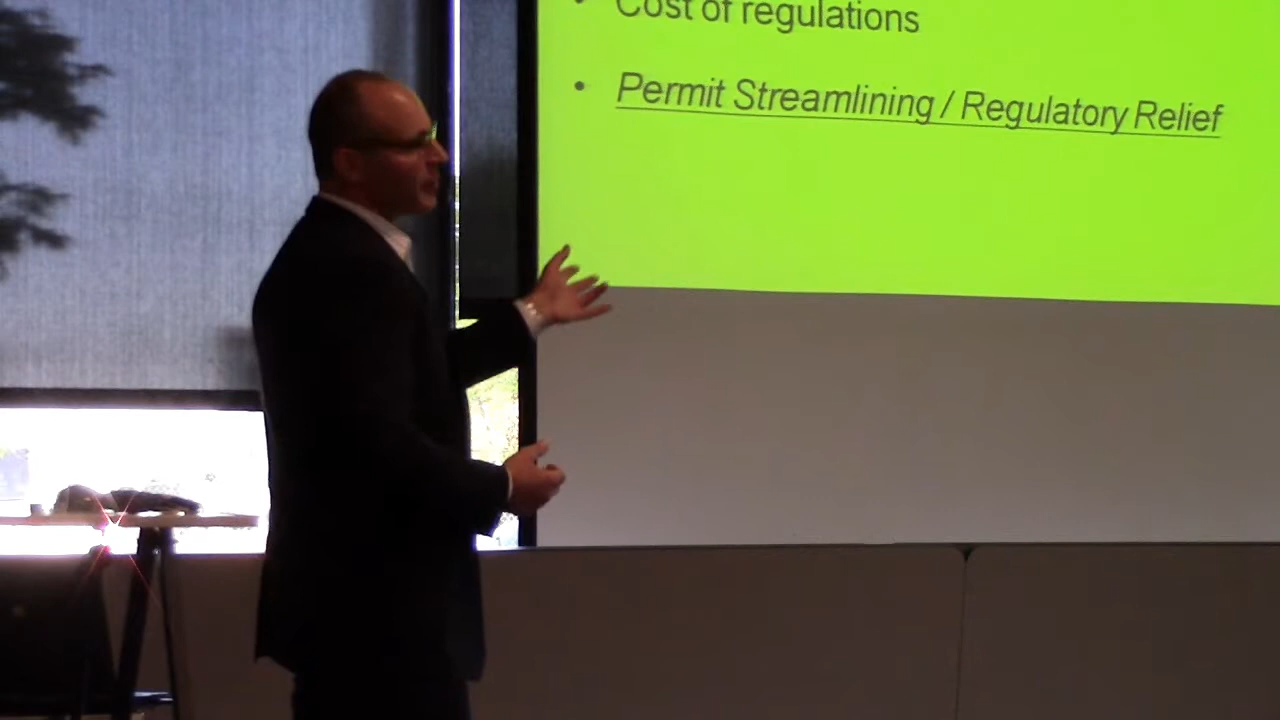 • Cost of regulations
• Permit Streamlining / Regulatory Relief